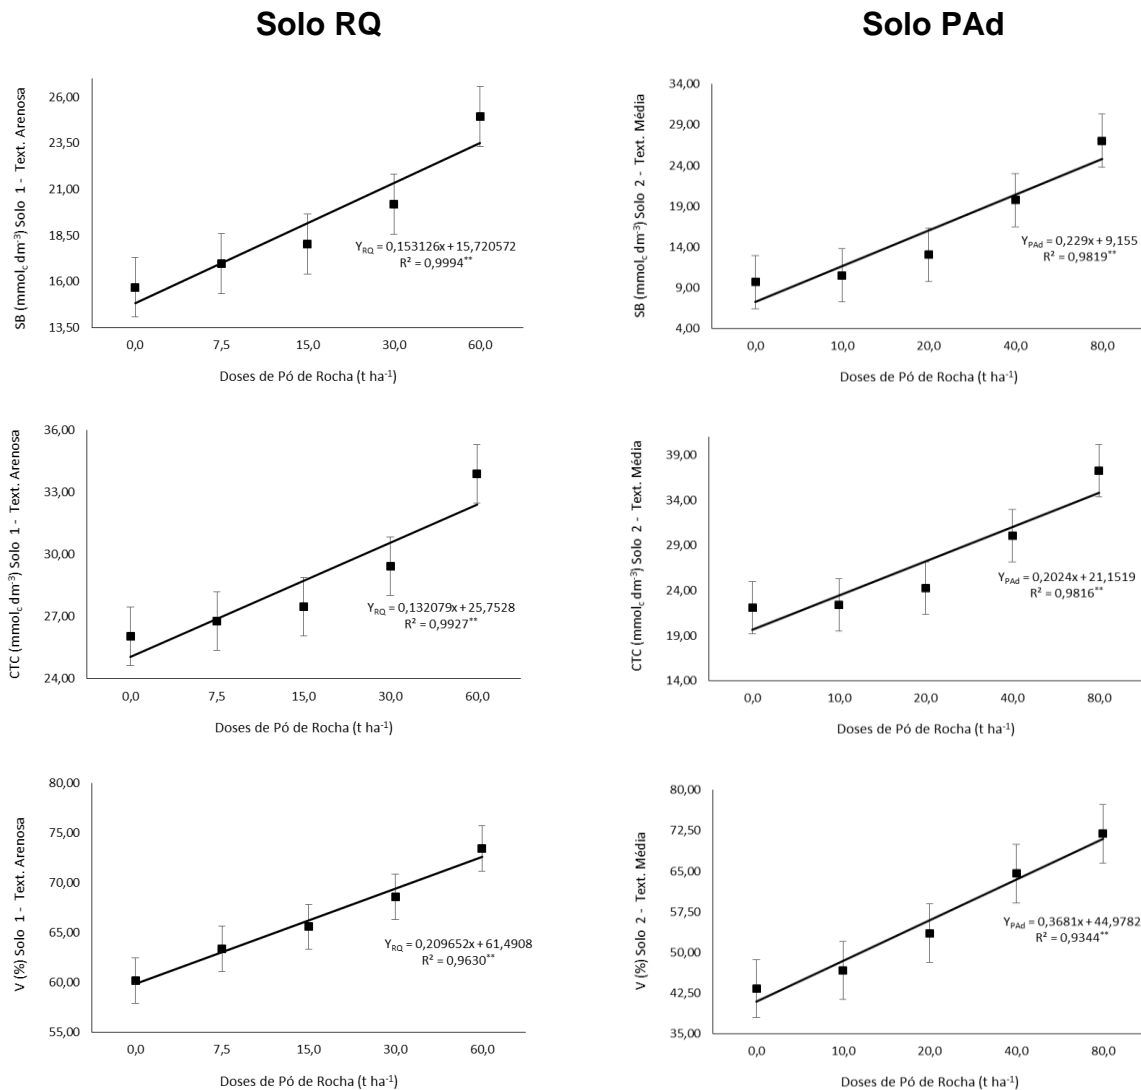 Solo RQ
Solo PAd
SB (mmol_c dm⁻³) Solo 1 - Text. Arenosa
26,00
23,50
21,00
18,50
16,00
13,50
Y_RQ = 0,153126x + 15,720572
R² = 0,9994**
0,0 7,5 15,0 30,0 60,0
Doses de Pó de Rocha (t ha⁻¹)
SB (mmol_c dm⁻³) Solo 2 - Text. Média
34,00
29,00
24,00
19,00
14,00
9,00
4,00
Y_PAd = 0,229x + 9,155
R² = 0,9819**
0,0 10,0 20,0 40,0 80,0
Doses de Pó de Rocha (t ha⁻¹)
CTC (mmol_c dm⁻³) Solo 1 - Text. Arenosa
36,00
33,00
30,00
27,00
24,00
Y_RQ = 0,132079x + 25,7528
R² = 0,9927**
0,0 7,5 15,0 30,0 60,0
Doses de Pó de Rocha (t ha⁻¹)
CTC (mmol_c dm⁻³) Solo 2 - Text. Média
39,00
34,00
29,00
24,00
19,00
14,00
Y_PAd = 0,2024x + 21,1519
R² = 0,9816**
0,0 10,0 20,0 40,0 80,0
Doses de Pó de Rocha (t ha⁻¹)
V (%) Solo 1 - Text. Arenosa
80,00
75,00
70,00
65,00
60,00
55,00
Y_RQ = 0,209652x + 61,4908
R² = 0,9630**
0,0 7,5 15,0 30,0 60,0
Doses de Pó de Rocha (t ha⁻¹)
V (%) Solo 2 - Text. Média
80,00
72,50
65,00
57,50
50,00
42,50
35,00
Y_PAd = 0,3681x + 44,9782
R² = 0,9344**
0,0 10,0 20,0 40,0 80,0
Doses de Pó de Rocha (t ha⁻¹)